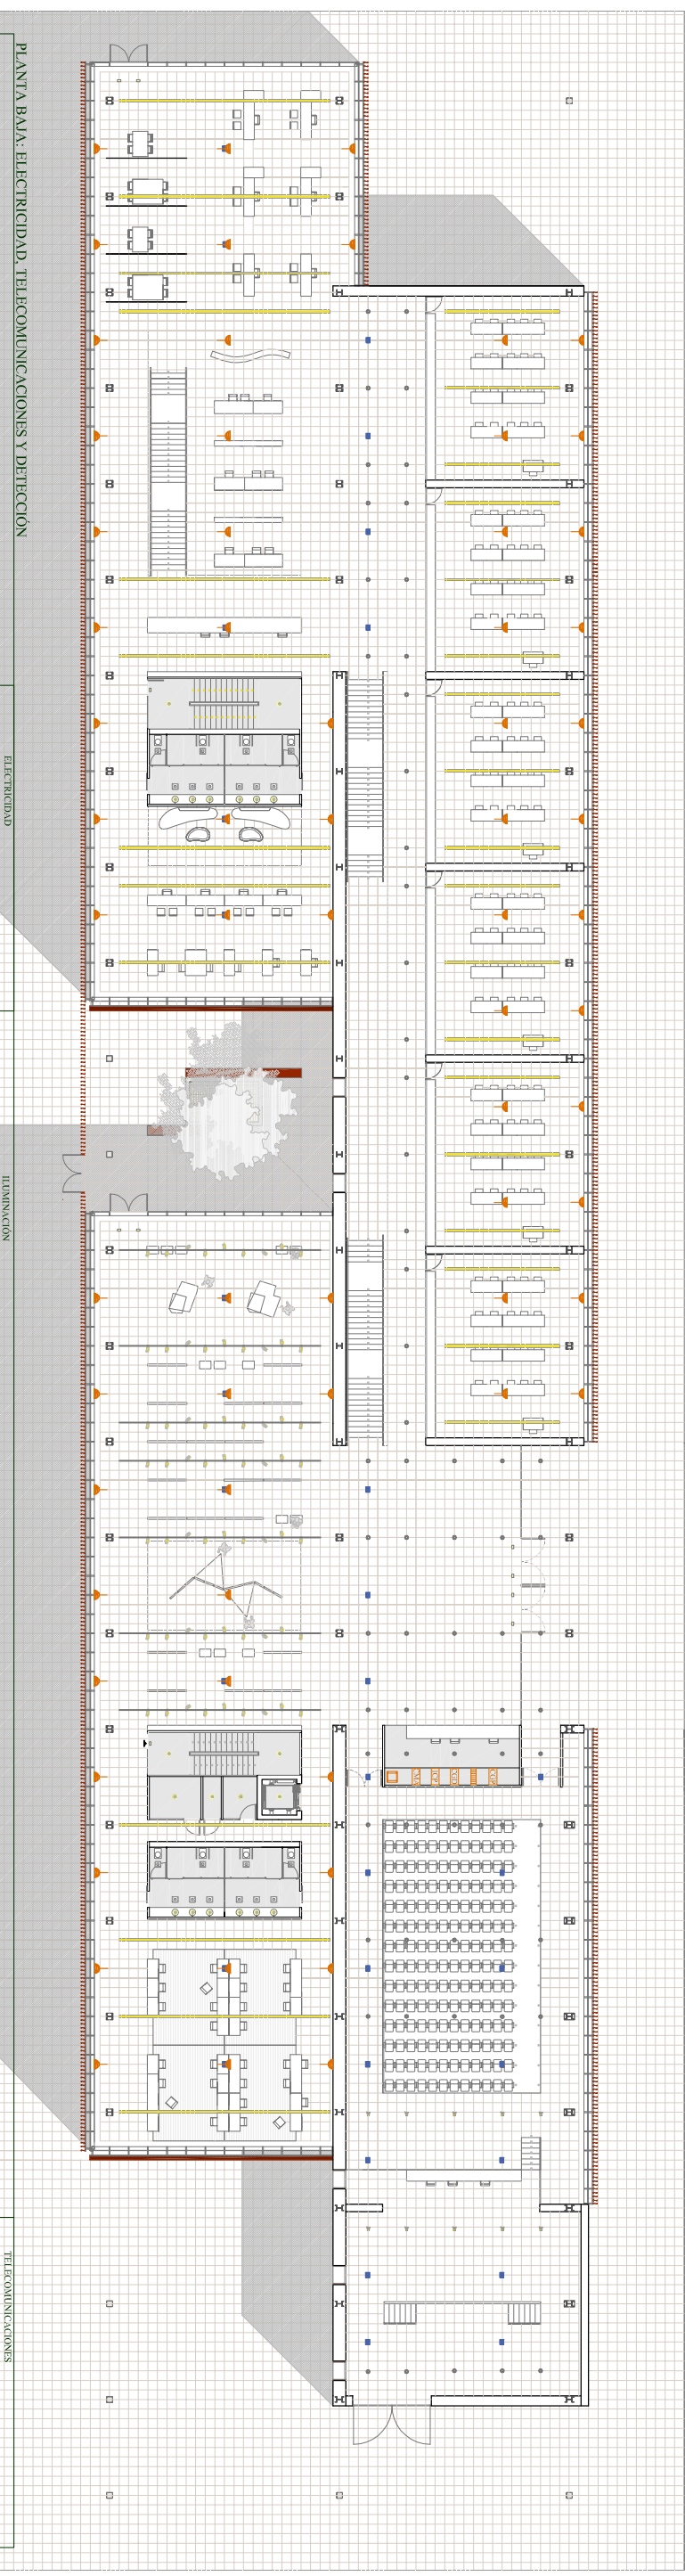 PLANTA BAJA: ELECTRICIDAD, TELECOMUNICACIONES Y DETECCIÓN
ELECTRICIDAD
ILUMINACIÓN
TELECOMUNICACIONES